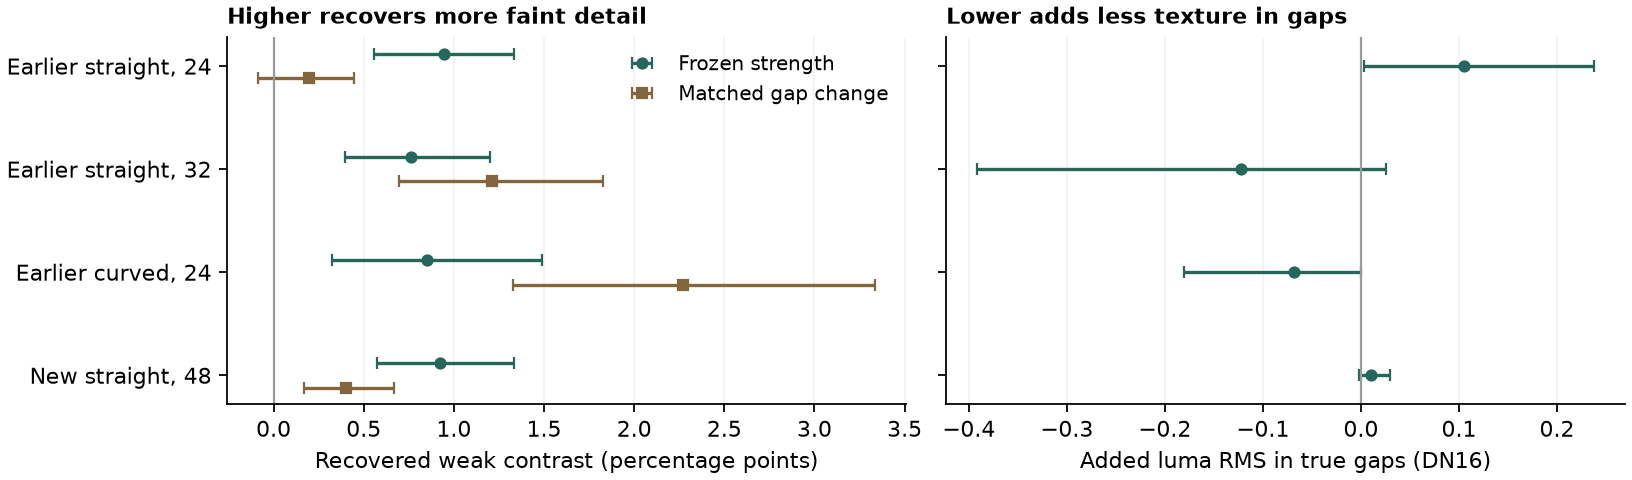 Higher recovers more faint detail
Lower adds less texture in gaps
Earlier straight, 24
Earlier straight, 32
Earlier curved, 24
New straight, 48
Frozen strength
Matched gap change
0.0 0.5 1.0 1.5 2.0 2.5 3.0 3.5
−0.4 −0.3 −0.2 −0.1 0.0 0.1 0.2
Recovered weak contrast (percentage points)
Added luma RMS in true gaps (DN16)